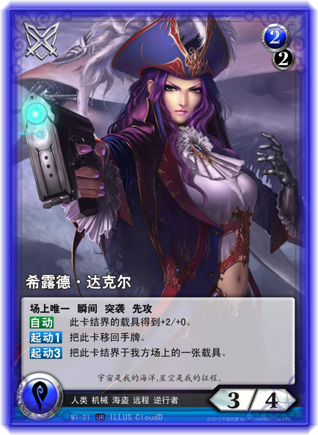 2
2
希露德·达克尔
场上唯一 瞬间 突袭 先攻
自动 此卡结界的载具得到+2/+0。
起动1 把此卡移回手牌。
起动3 把此卡结界于我方场上的一张载具。
宇宙是我的海洋,星空是我的征程。
人类 机械 海盗 远程 逆行者
3 / 4
M1-21 UR ILLUS CloudD